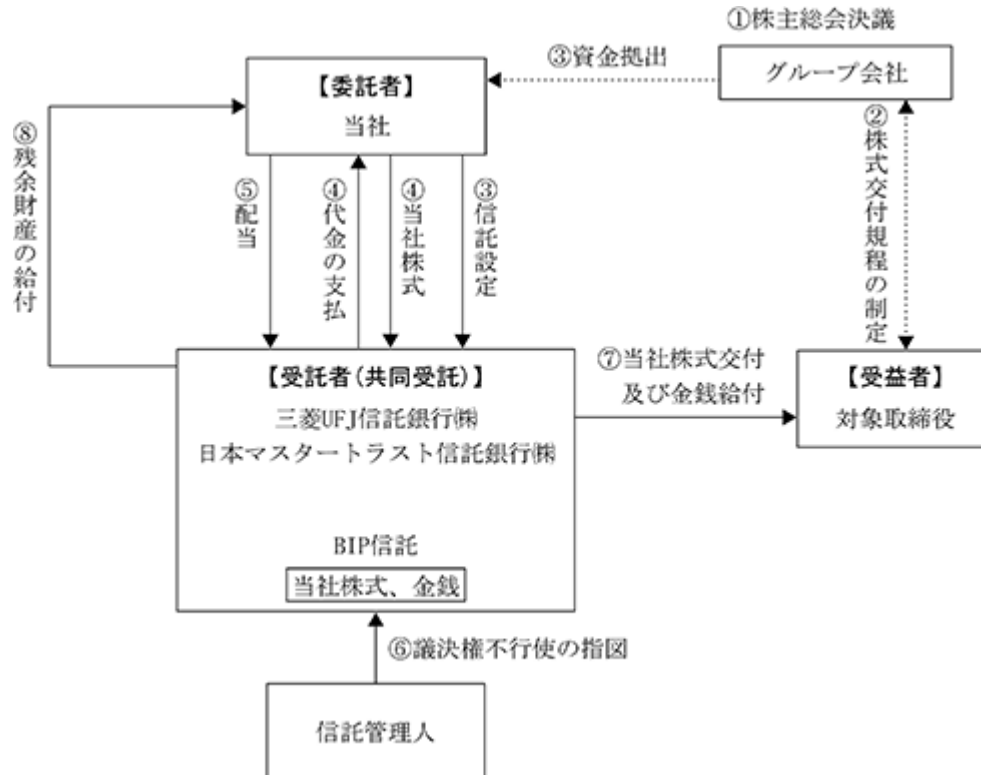 ①株主総会決議
グループ会社
③資金拠出
【委託者】
当社
②株式交付規程の制定
⑧残余財産の給付
⑤配当
④代金の支払
④当社株式
③信託設定
【受託者(共同受託)】
三菱UFJ信託銀行㈱
日本マスタートラスト信託銀行㈱
BIP信託
当社株式、金銭
⑦当社株式交付
及び金銭給付
【受益者】
対象取締役
⑥議決権不行使の指図
信託管理人